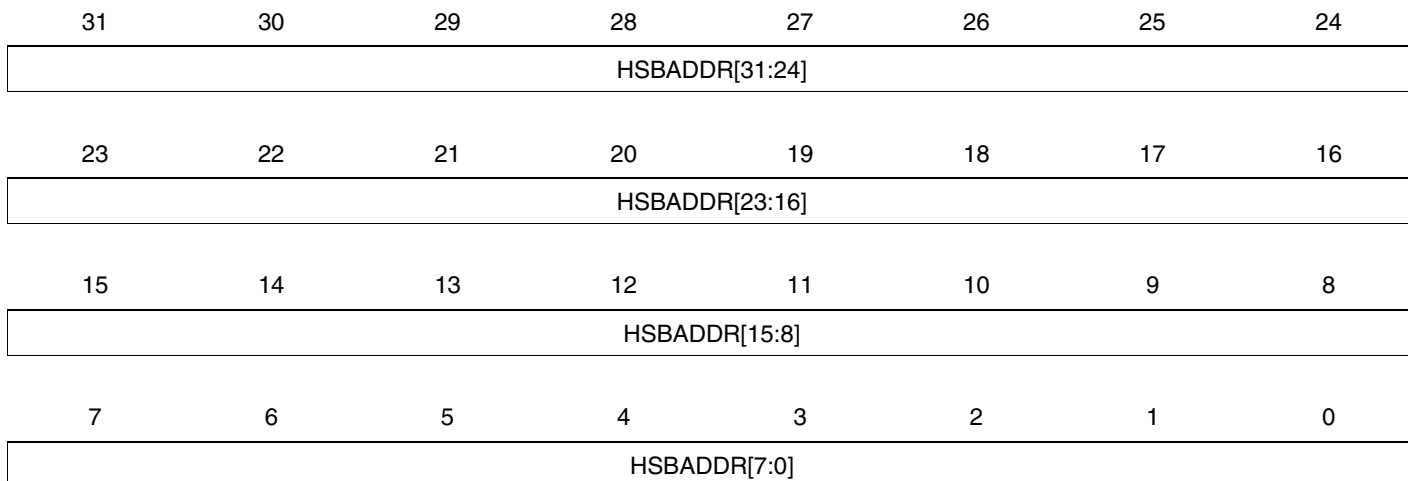 31 30 29 28 27 26 25 24
HSBADDR[31:24]
23 22 21 20 19 18 17 16
HSBADDR[23:16]
15 14 13 12 11 10 9 8
HSBADDR[15:8]
7 6 5 4 3 2 1 0
HSBADDR[7:0]